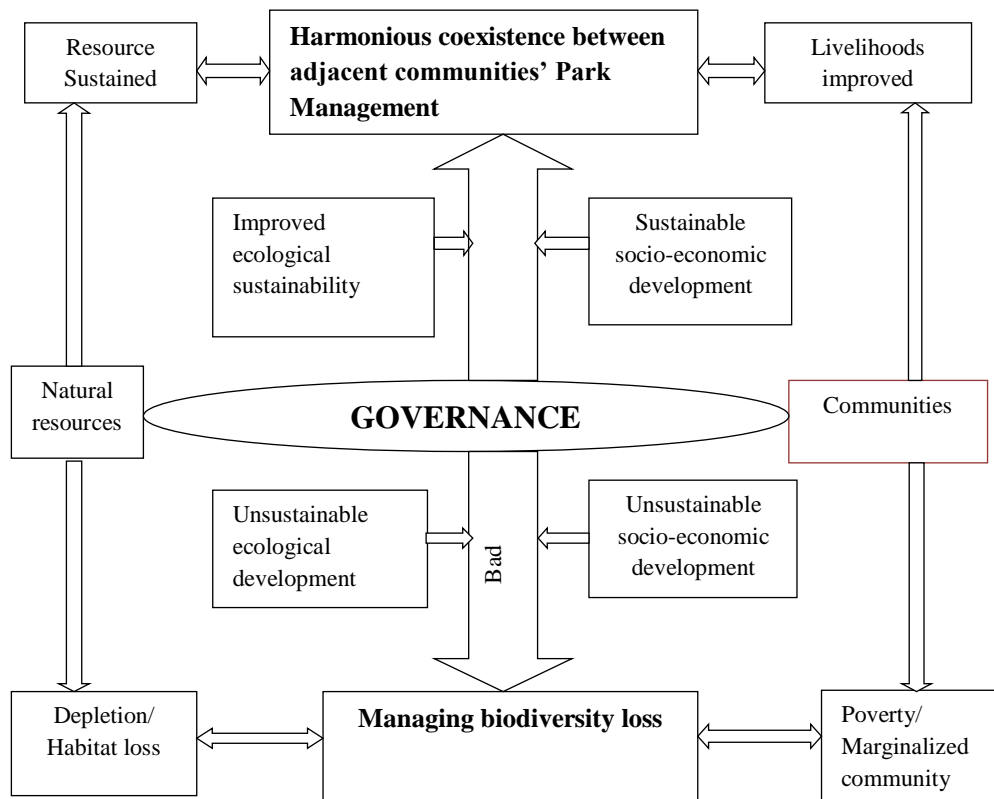 Resource
Sustained
Harmonious coexistence between
adjacent communities’ Park
Management
Livelihoods
improved
Improved
ecological
sustainability
Sustainable
socio-economic
development
Natural
resources
GOVERNANCE
Communities
Unsustainable
ecological
development
Bad
Unsustainable
socio-economic
development
Depletion/
Habitat loss
Managing biodiversity loss
Poverty/
Marginalized
community